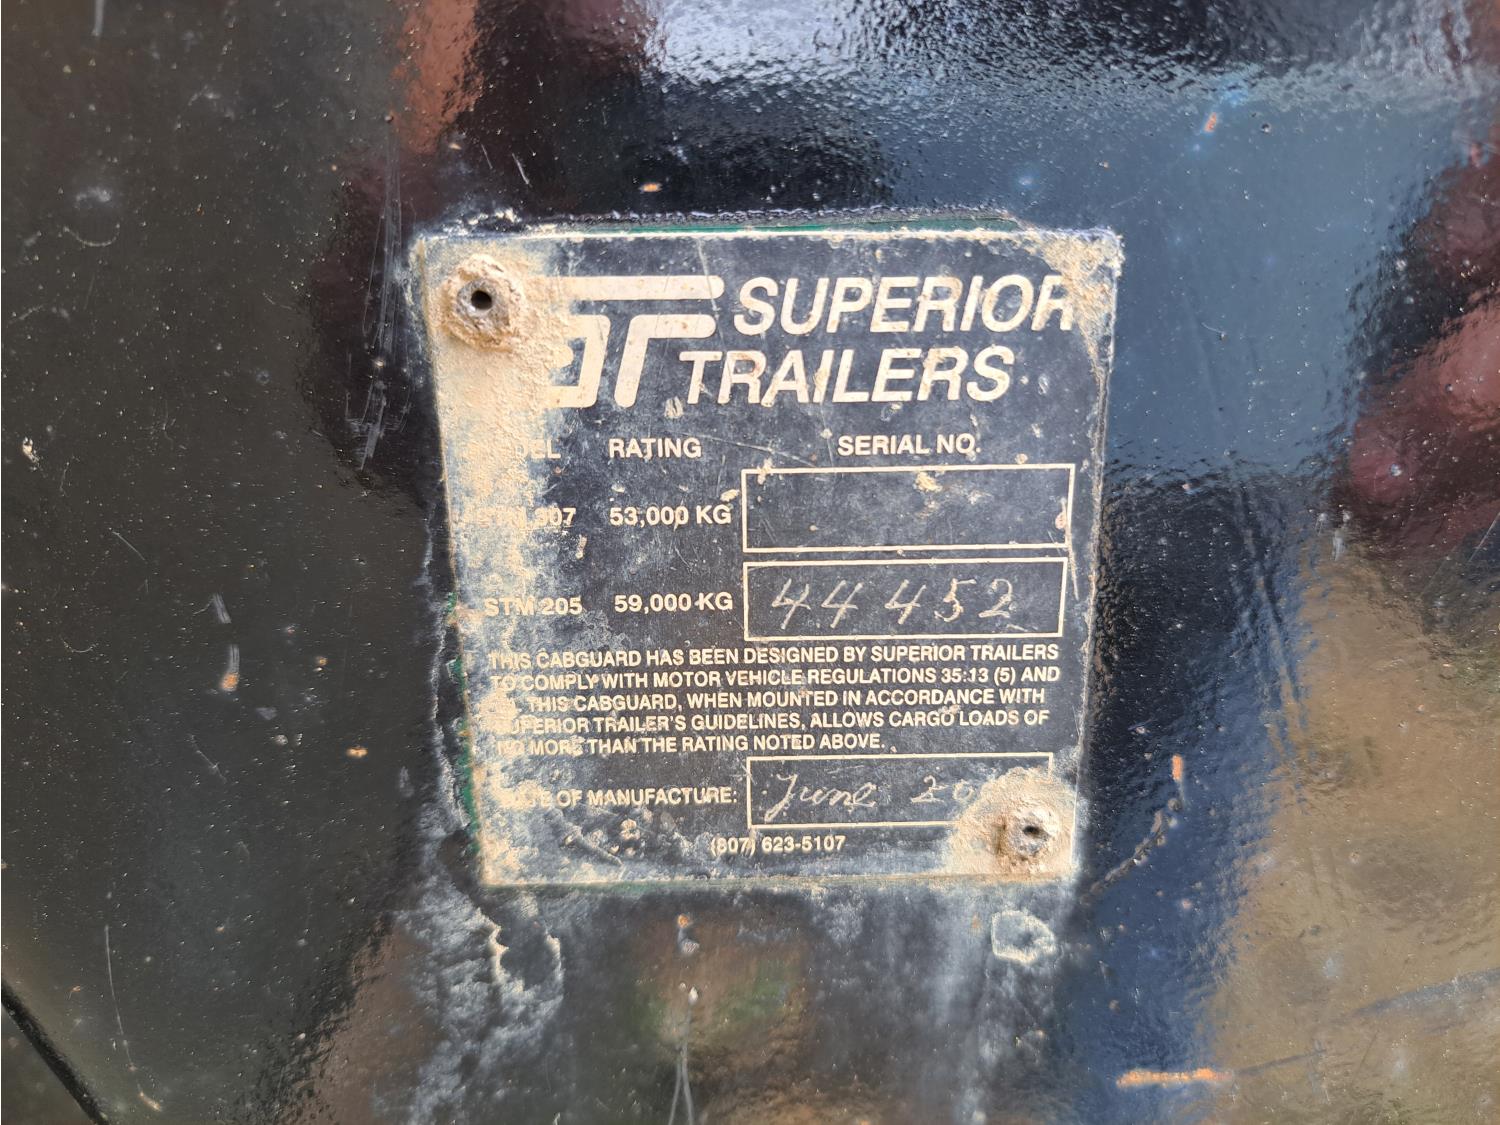 SUPERIOR
TRAILERS
RATING SERIAL NO.
53,000 KG
STM 205 59,000 KG 44452
THIS CABGUARD HAS BEEN DESIGNED BY SUPERIOR TRAILERS
TO COMPLY WITH MOTOR VEHICLE REGULATIONS 35:13 (5) AND
THIS CABGUARD, WHEN MOUNTED IN ACCORDANCE WITH
SUPERIOR TRAILER'S GUIDELINES, ALLOWS CARGO LOADS OF
NO MORE THAN THE RATING NOTED ABOVE.
DATE OF MANUFACTURE: June
(807) 623-5107